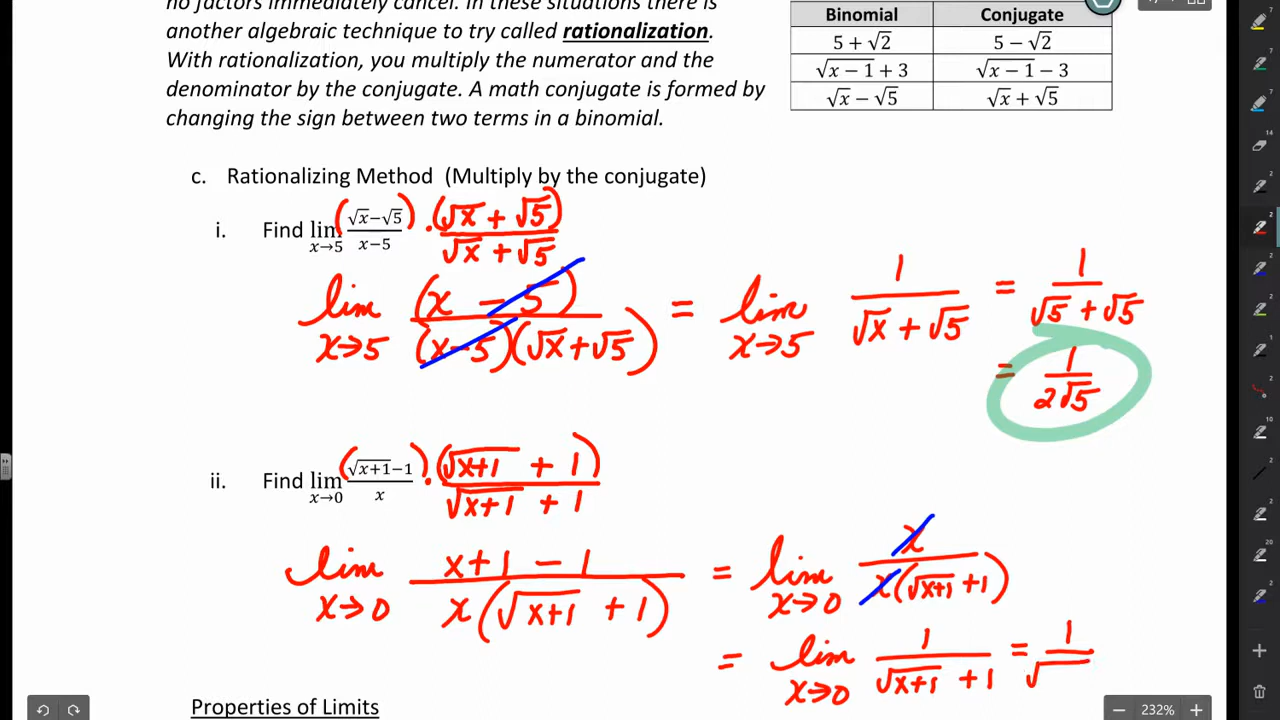 no factors immediately cancel. In these situations there is
another algebraic technique to try called rationalization.
With rationalization, you multiply the numerator and the
denominator by the conjugate. A math conjugate is formed by
changing the sign between two terms in a binomial.
Binomial | Conjugate
5 + √2 | 5 − √2
√(x − 1) + 3 | √(x − 1) − 3
√x − √5 | √x + √5
c. Rationalizing Method (Multiply by the conjugate)
i. Find lim x→5 (√x−√5)/(x−5) · (√x + √5)/(√x + √5)
lim x→5 (x − 5)/((x−5)(√x+√5)) = lim x→5 1/(√x + √5) = 1/(√5 + √5)
= 1/(2√5)
ii. Find lim x→0 (√(x+1)−1)/x · (√(x+1) + 1)/(√(x+1) + 1)
lim x→0 (x+1 − 1)/(x(√(x+1) + 1)) = lim x→0 x/(x(√(x+1) + 1))
= lim x→0 1/(√(x+1) + 1) = 1/√
Properties of Limits
232%